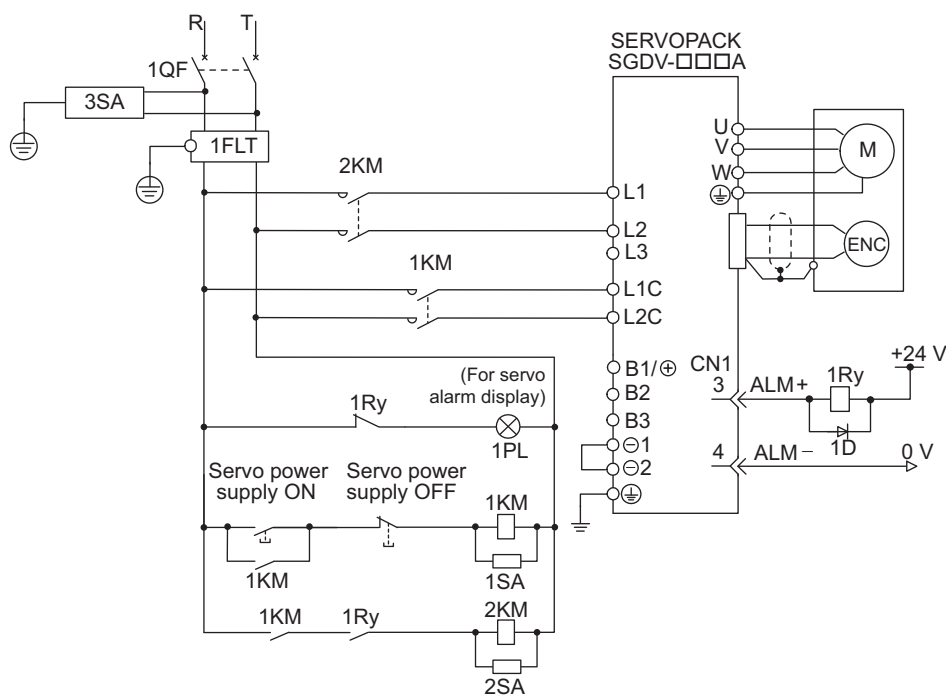 R T
SERVOPACK
SGDV-□□□A
1QF
3SA
1FLT
U
V
W
M
2KM
L1
L2
L3
ENC
1KM
L1C
L2C
B1/⊕
B2
B3
⊖1
⊖2
CN1
3 ALM+
1Ry
+24 V
1D
4 ALM−
0 V
(For servo
alarm display)
1Ry
1PL
Servo power
supply ON
Servo power
supply OFF
1KM
1KM
1SA
1KM
1Ry
2KM
2SA